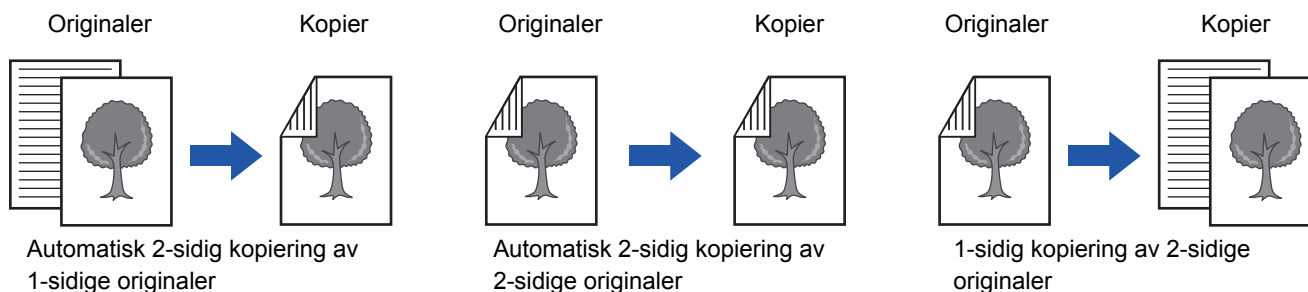 Originaler Kopier Originaler Kopier Originaler Kopier
Automatisk 2-sidig kopiering av
1-sidige originaler
Automatisk 2-sidig kopiering av
2-sidige originaler
1-sidig kopiering av 2-sidige
originaler